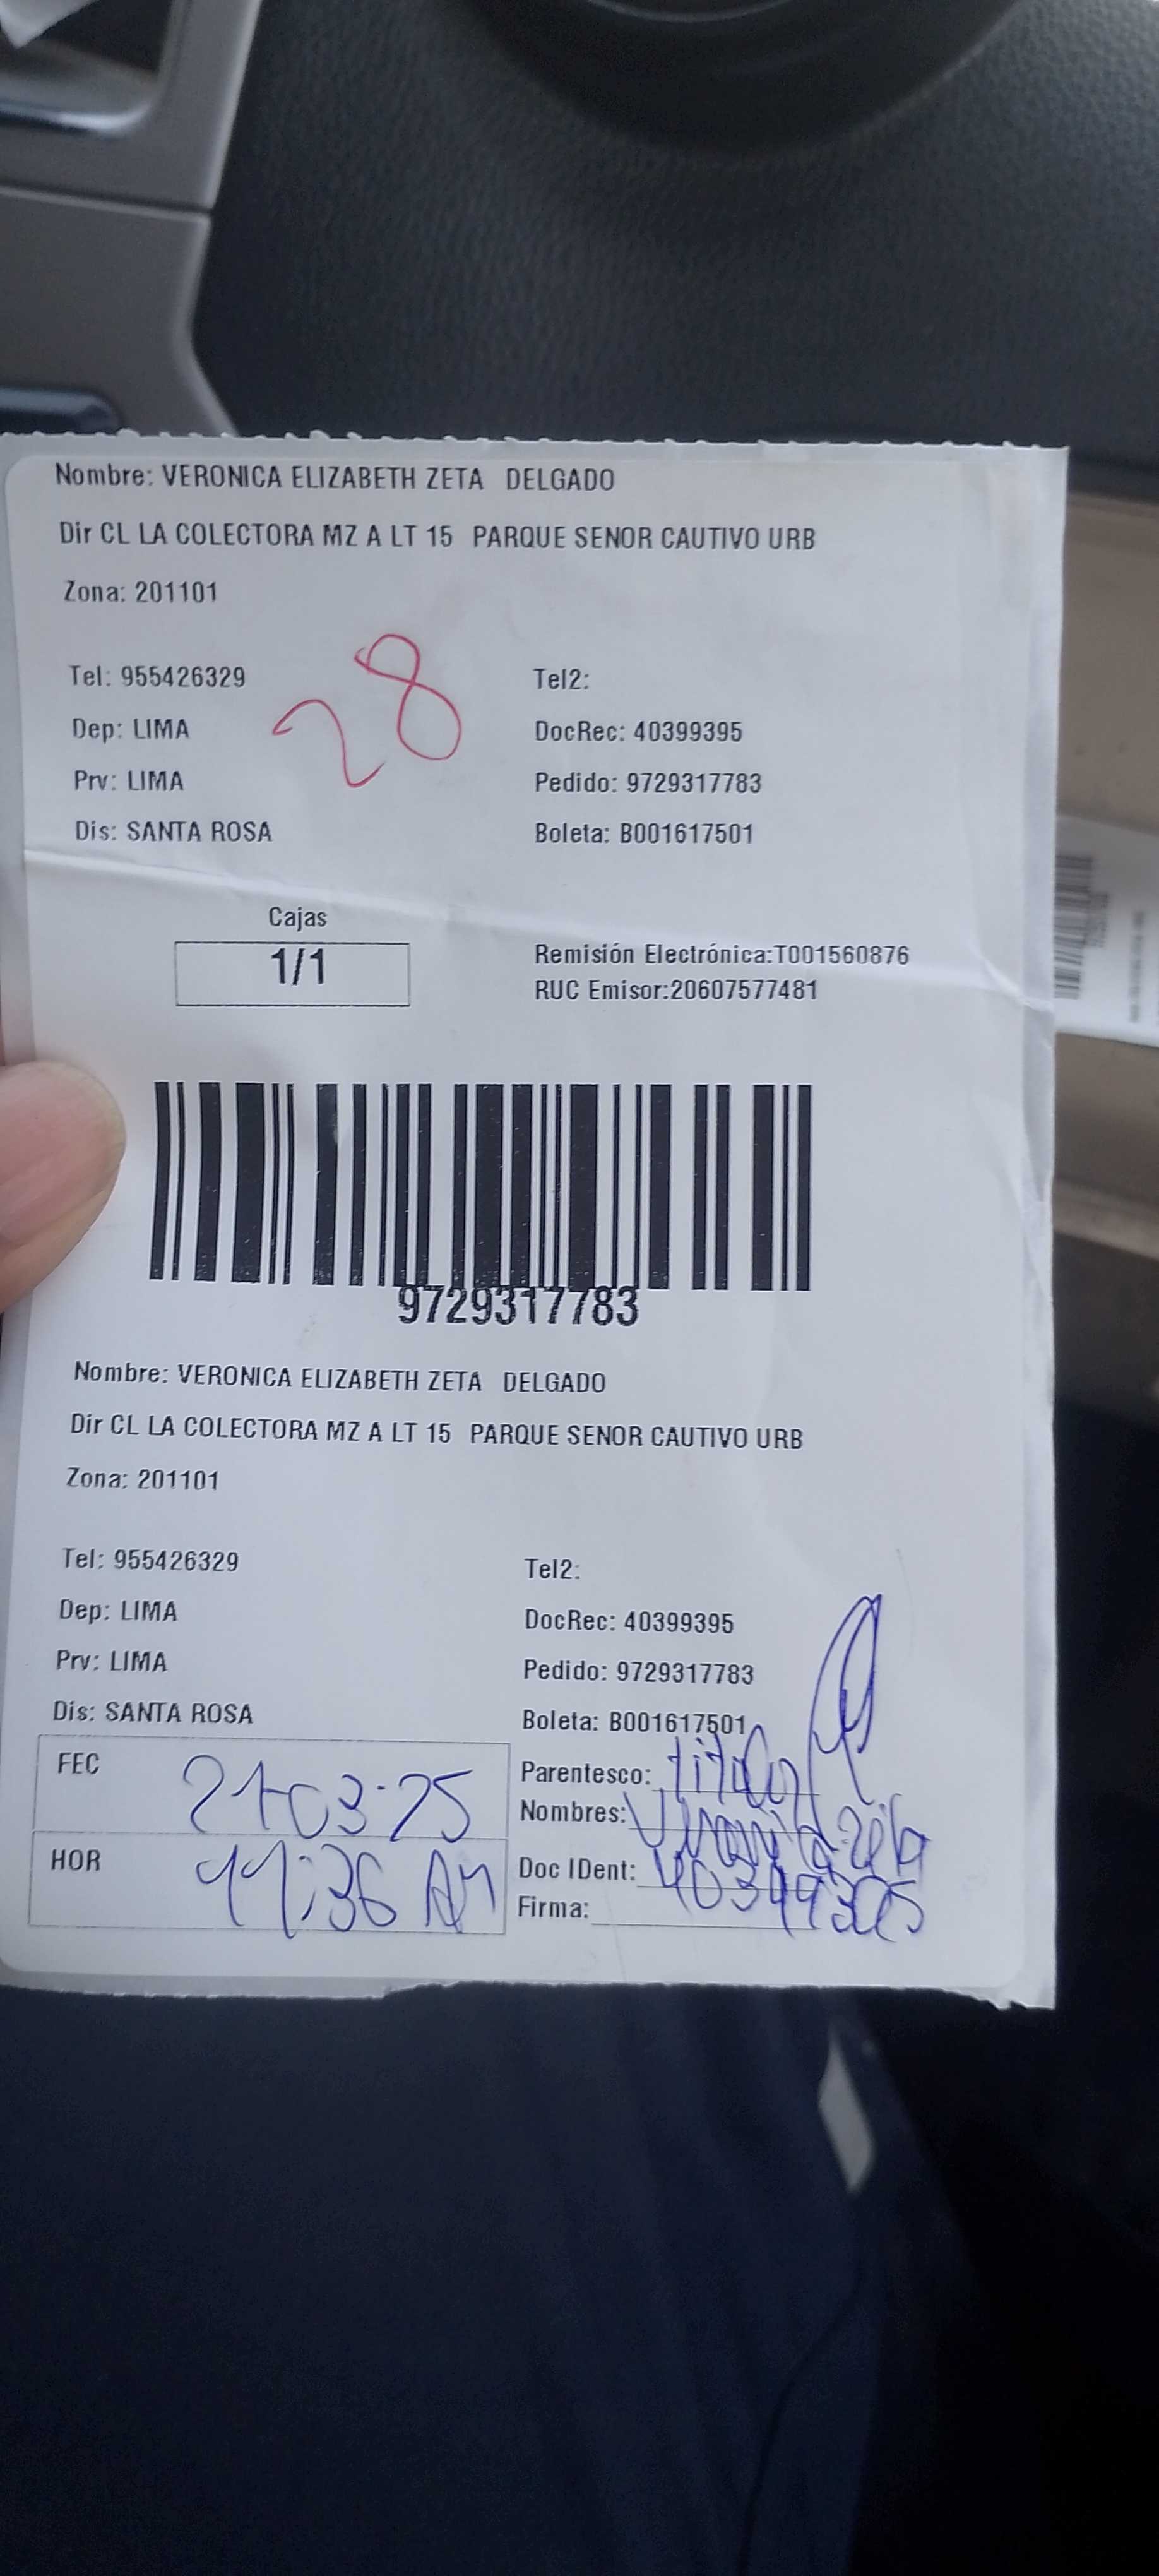 Nombre: VERONICA ELIZABETH ZETA DELGADO
Dir CL LA COLECTORA MZ A LT 15 PARQUE SENOR CAUTIVO URB
Zona: 201101
28
Tel: 955426329 Tel2:
Dep: LIMA DocRec: 40399395
Prv: LIMA Pedido: 9729317783
Dis: SANTA ROSA Boleta: B001617501
Cajas
1/1
Remisión Electrónica:T001560876
RUC Emisor:20607577481
9729317783
Nombre: VERONICA ELIZABETH ZETA DELGADO
Dir CL LA COLECTORA MZ A LT 15 PARQUE SENOR CAUTIVO URB
Zona: 201101
Tel: 955426329 Tel2:
Dep: LIMA DocRec: 40399395
Prv: LIMA Pedido: 9729317783
Dis: SANTA ROSA Boleta: B001617501
FEC 21-03-25
HOR 11:36 AM
Parentesco: titular
Nombres: Veronica Zeta
Doc IDent: 40399395
Firma: